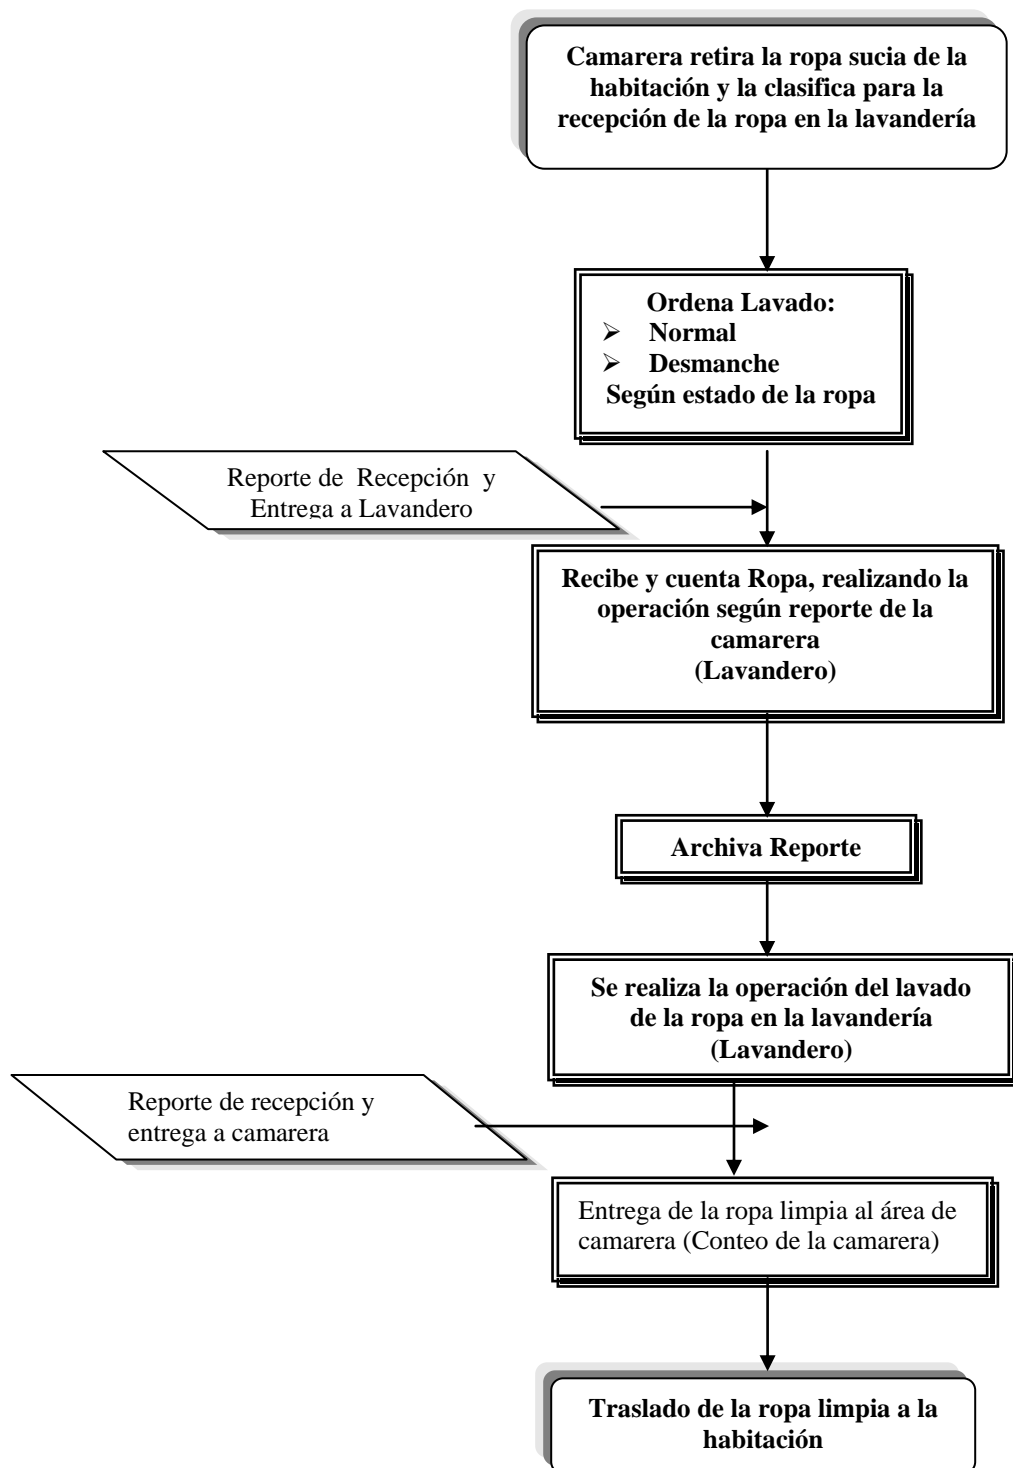 Camarera retira la ropa sucia de la
habitación y la clasifica para la
recepción de la ropa en la lavandería
Ordena Lavado:
➢ Normal
➢ Desmanche
Según estado de la ropa
Reporte de Recepción y
Entrega a Lavandero
Recibe y cuenta Ropa, realizando la
operación según reporte de la
camarera
(Lavandero)
Archiva Reporte
Se realiza la operación del lavado
de la ropa en la lavandería
(Lavandero)
Reporte de recepción y
entrega a camarera
Entrega de la ropa limpia al área de
camarera (Conteo de la camarera)
Traslado de la ropa limpia a la
habitación